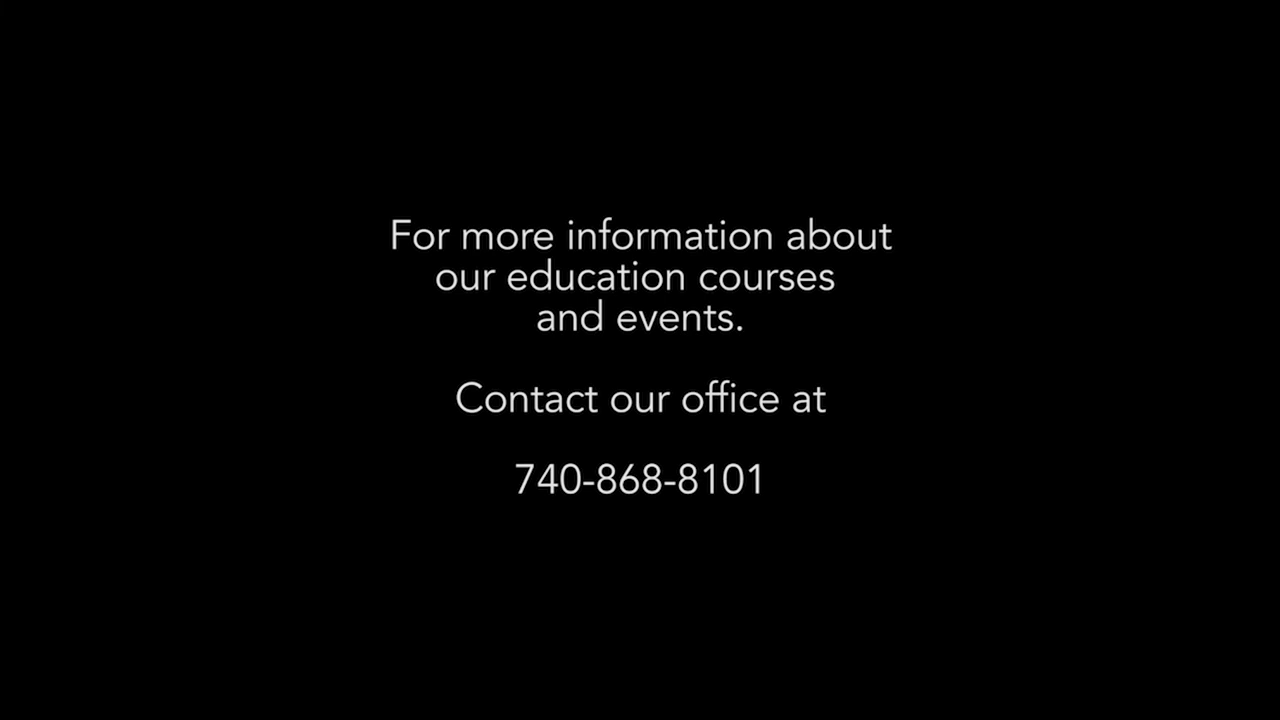 For more information about
our education courses
and events.
Contact our office at
740-868-8101